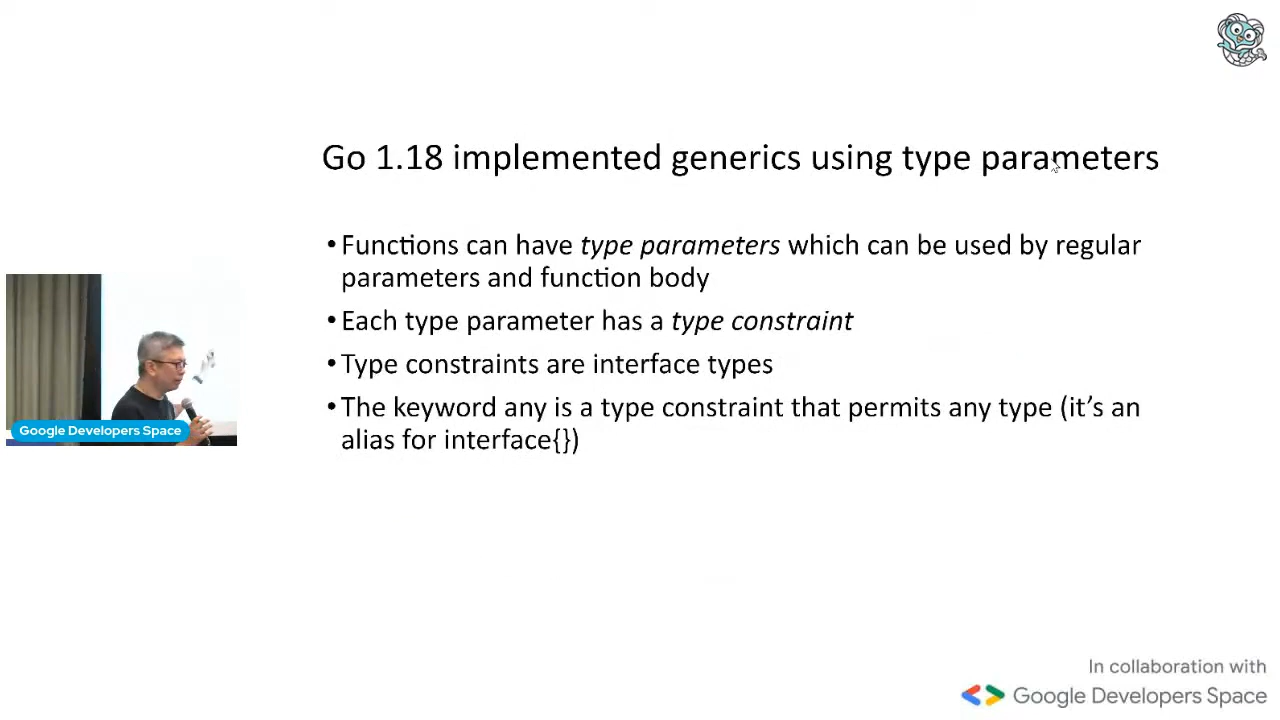 Go 1.18 implemented generics using type parameters
•Functions can have type parameters which can be used by regular
parameters and function body
•Each type parameter has a type constraint
•Type constraints are interface types
•The keyword any is a type constraint that permits any type (it’s an
alias for interface{})
Google Developers Space
In collaboration with
Google Developers Space